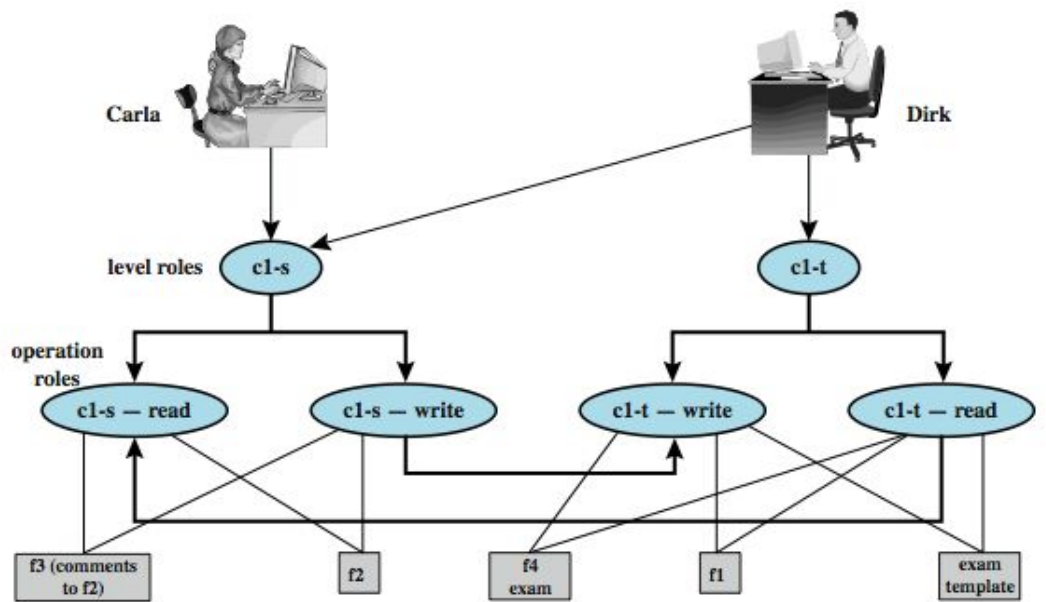 Carla
Dirk
level roles
c1-s
c1-t
operation
roles
c1-s — read
c1-s — write
c1-t — write
c1-t — read
f3 (comments
to f2)
f2
f4
exam
f1
exam
template